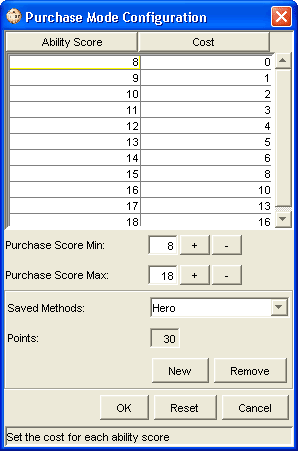 Purchase Mode Configuration
Ability Score Cost
8 0
9 1
10 2
11 3
12 4
13 5
14 6
15 8
16 10
17 13
18 16
Purchase Score Min: 8 + -
Purchase Score Max: 18 + -
Saved Methods: Hero
Points: 30
New Remove
OK Reset Cancel
Set the cost for each ability score